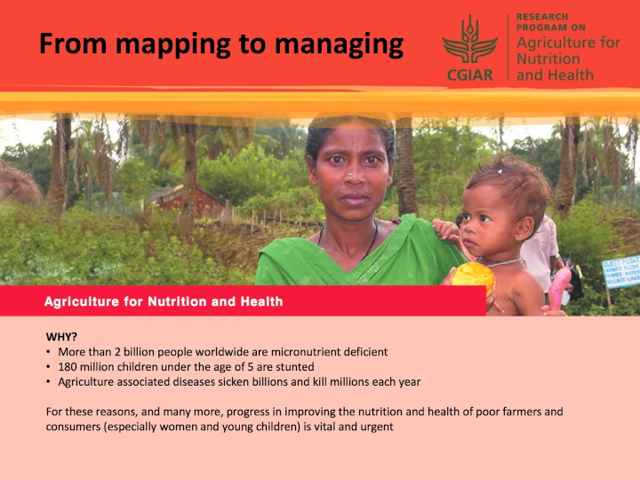 From mapping to managing
CGIAR
RESEARCH
PROGRAM ON
Agriculture for
Nutrition
and Health
Agriculture for Nutrition and Health
WHY?
• More than 2 billion people worldwide are micronutrient deficient
• 180 million children under the age of 5 are stunted
• Agriculture associated diseases sicken billions and kill millions each year
For these reasons, and many more, progress in improving the nutrition and health of poor farmers and
consumers (especially women and young children) is vital and urgent